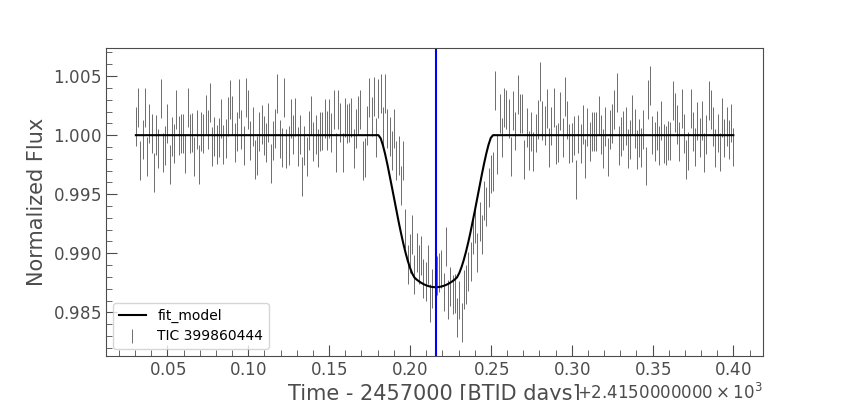 1.005
1.000
0.995
0.990
0.985
Normalized Flux
fit_model
TIC 399860444
0.05 0.10 0.15 0.20 0.25 0.30 0.35 0.40
Time - 2457000 [BTJD days]
+2.4150000000 × 10³